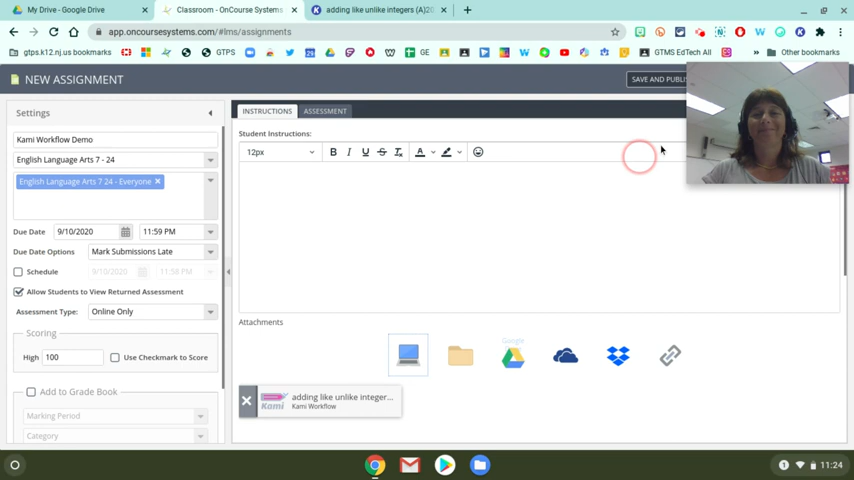 My Drive - Google Drive
Classroom - OnCourse Systems
adding like unlike integers (A)20
app.oncoursesystems.com/#lms/assignments
gtps.k12.nj.us bookmarks
GTPS
GE
GTMS EdTech All
Other bookmarks
NEW ASSIGNMENT
SAVE AND PUBLI
Settings
INSTRUCTIONS
ASSESSMENT
Student Instructions:
Kami Workflow Demo
12px
B I U S
English Language Arts 7 - 24
English Language Arts 7 24 - Everyone
Due Date
9/10/2020
11:59 PM
Due Date Options
Mark Submissions Late
Schedule
9/10/2020
11:58 PM
Allow Students to View Returned Assessment
Assessment Type:
Online Only
Attachments
Scoring
Google
High
100
Use Checkmark to Score
Add to Grade Book
adding like unlike integer...
Kami
Kami Workflow
Marking Period
Category
1
11:24